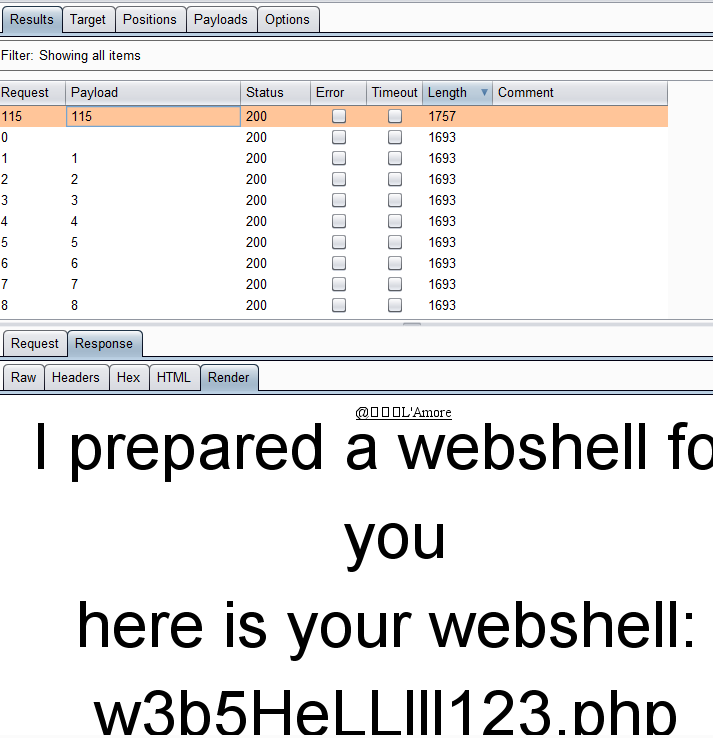 Results Target Positions Payloads Options
Filter: Showing all items
Request Payload Status Error Timeout Length Comment
115 115 200 1757
0 200 1693
1 1 200 1693
2 2 200 1693
3 3 200 1693
4 4 200 1693
5 5 200 1693
6 6 200 1693
7 7 200 1693
8 8 200 1693
Request Response
Raw Headers Hex HTML Render
@▯▯▯L'Amore
I prepared a webshell fo
you
here is your webshell:
w3b5HeLLlll123.php